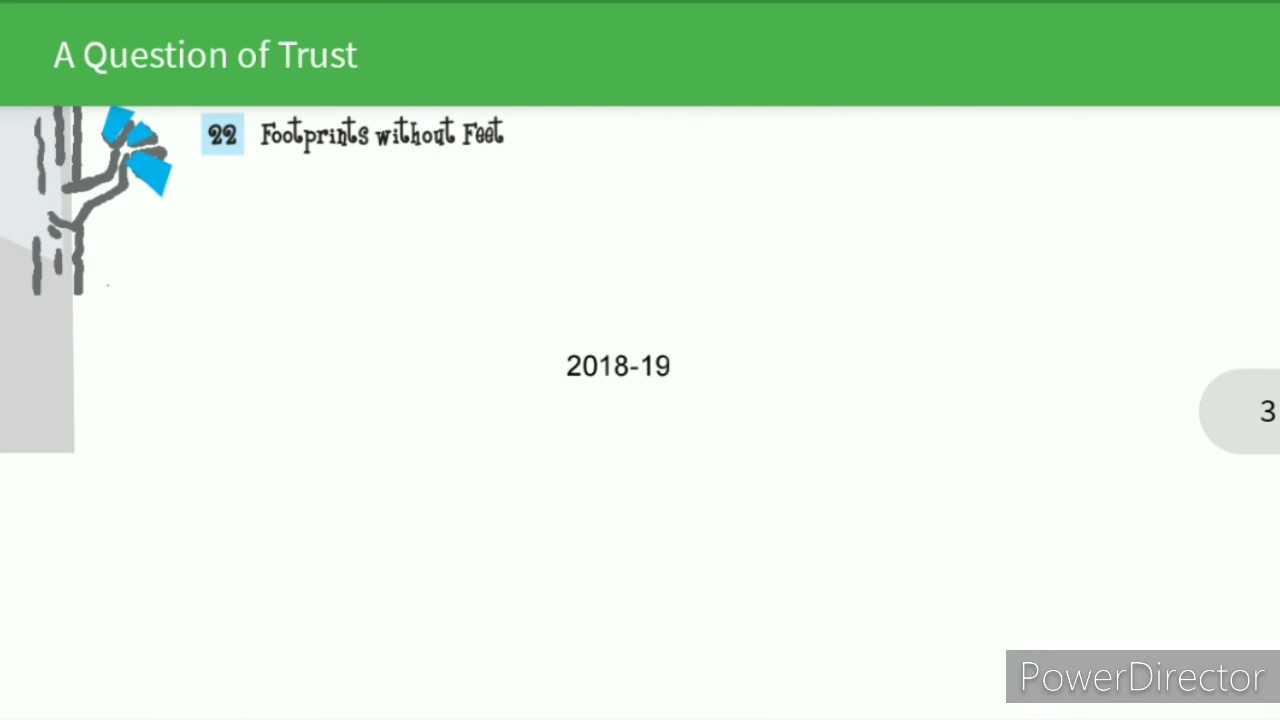 A Question of Trust
22 Footprints without Feet
2018-19
3
PowerDirector